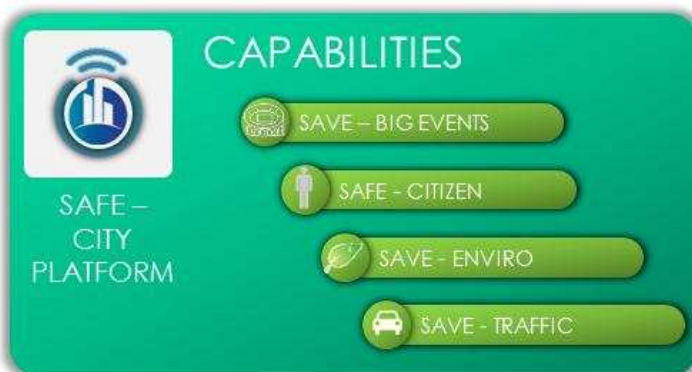 CAPABILITIES
SAVE – BIG EVENTS
SAFE - CITIZEN
SAVE - ENVIRO
SAVE - TRAFFIC
SAFE –
CITY
PLATFORM